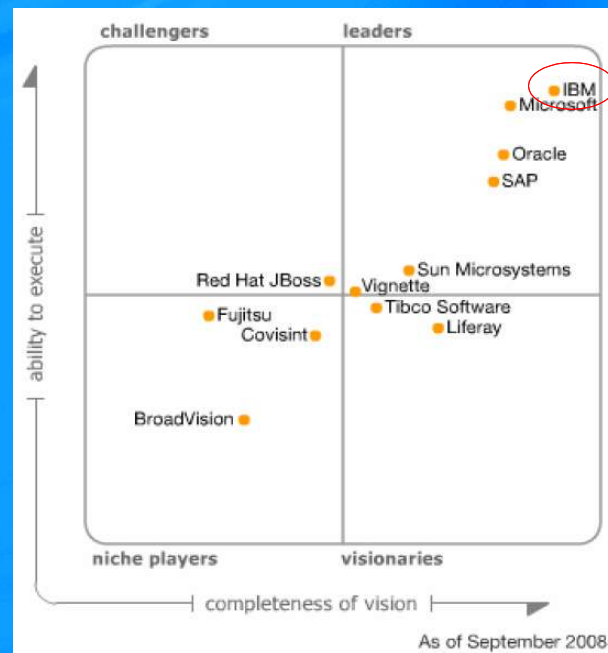 challengers
leaders
IBM
Microsoft
Oracle
SAP
Sun Microsystems
Red Hat JBoss
Vignette
Tibco Software
Fujitsu
Liferay
Covisint
BroadVision
ability to execute
niche players
visionaries
completeness of vision
As of September 2008